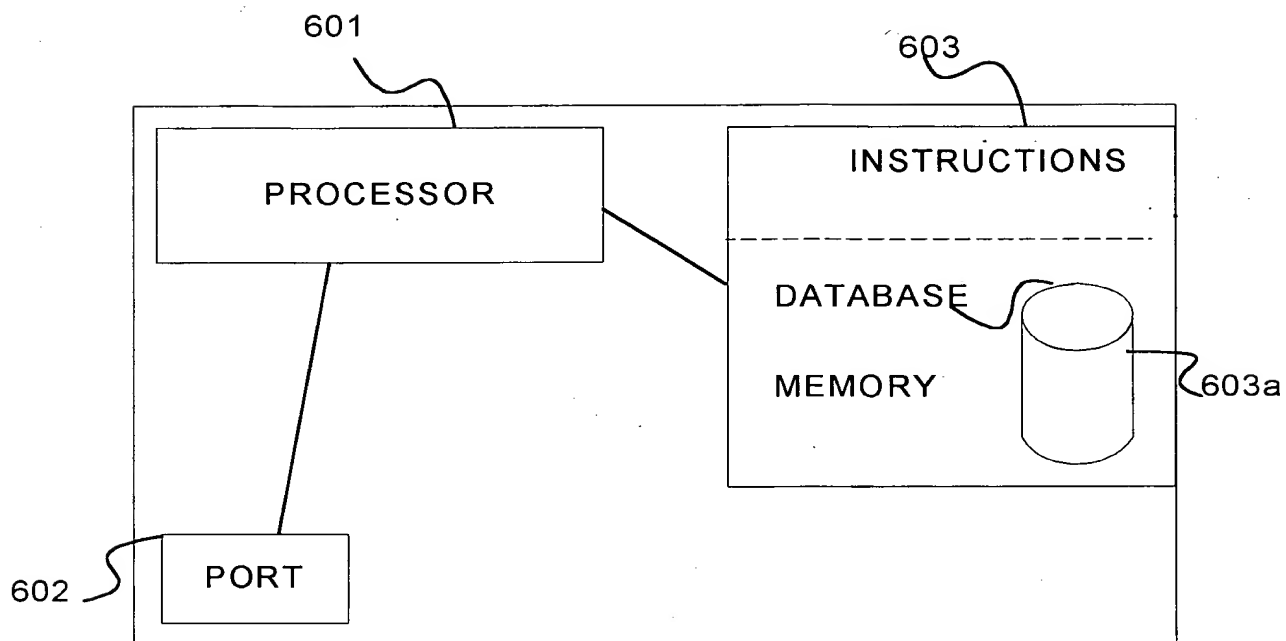 601
603
PROCESSOR
INSTRUCTIONS
DATABASE
MEMORY
603a
602
PORT